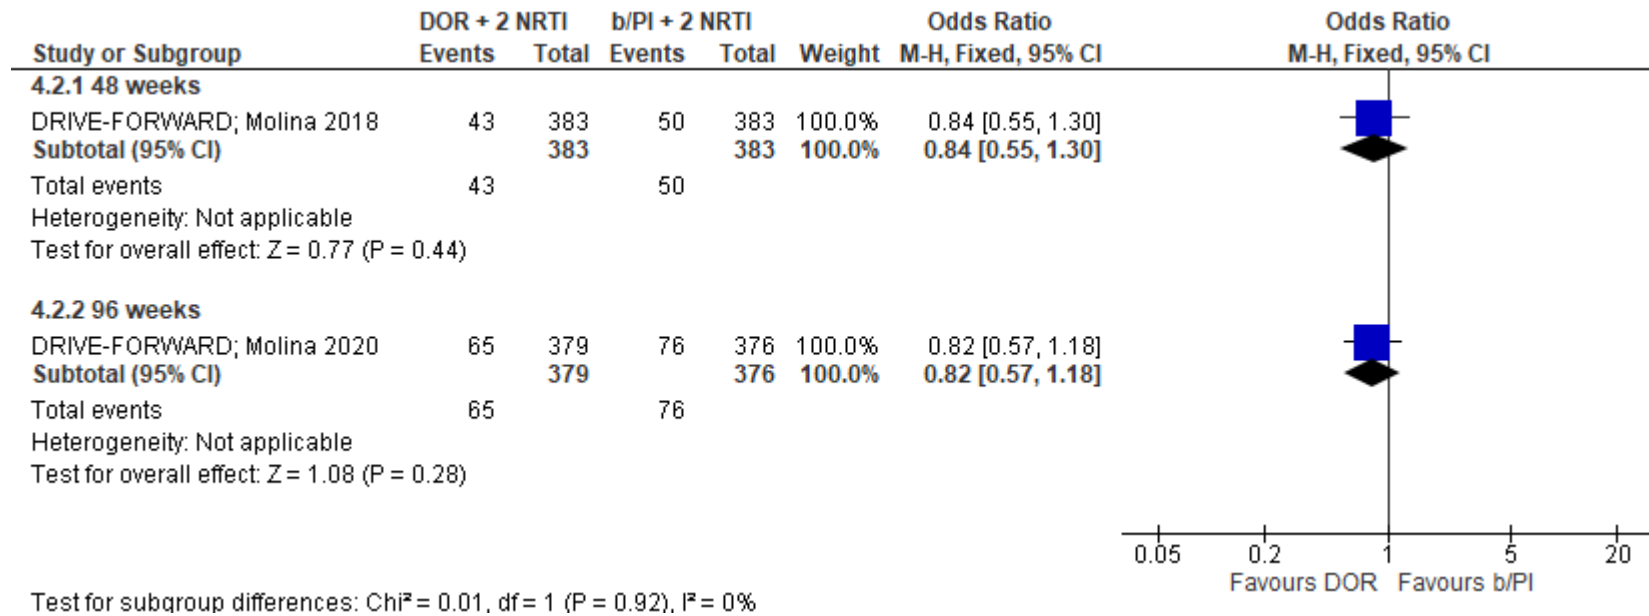 DOR + 2 NRTI b/PI + 2 NRTI Odds Ratio Odds Ratio
Study or Subgroup Events Total Events Total Weight M-H, Fixed, 95% CI M-H, Fixed, 95% CI
4.2.1 48 weeks
DRIVE-FORWARD; Molina 2018 43 383 50 383 100.0% 0.84 [0.55, 1.30]
Subtotal (95% CI) 383 383 100.0% 0.84 [0.55, 1.30]
Total events 43 50
Heterogeneity: Not applicable
Test for overall effect: Z = 0.77 (P = 0.44)
4.2.2 96 weeks
DRIVE-FORWARD; Molina 2020 65 379 76 376 100.0% 0.82 [0.57, 1.18]
Subtotal (95% CI) 379 376 100.0% 0.82 [0.57, 1.18]
Total events 65 76
Heterogeneity: Not applicable
Test for overall effect: Z = 1.08 (P = 0.28)
0.05 0.2 1 5 20
Favours DOR Favours b/PI
Test for subgroup differences: Chi² = 0.01, df = 1 (P = 0.92), I² = 0%